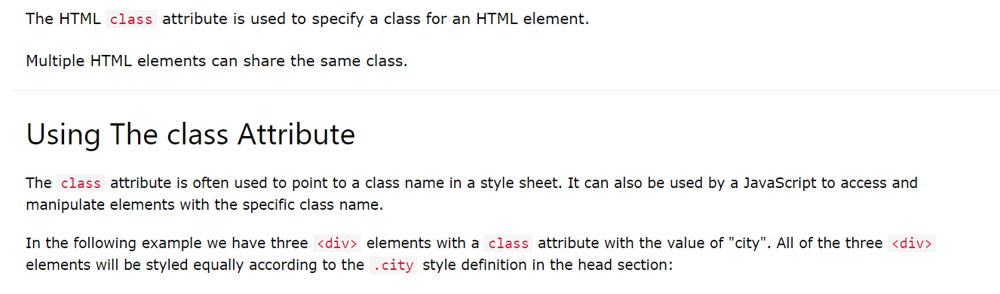 The HTML class attribute is used to specify a class for an HTML element.
Multiple HTML elements can share the same class.
Using The class Attribute
The class attribute is often used to point to a class name in a style sheet. It can also be used by a JavaScript to access and
manipulate elements with the specific class name.
In the following example we have three <div> elements with a class attribute with the value of "city". All of the three <div>
elements will be styled equally according to the .city style definition in the head section: